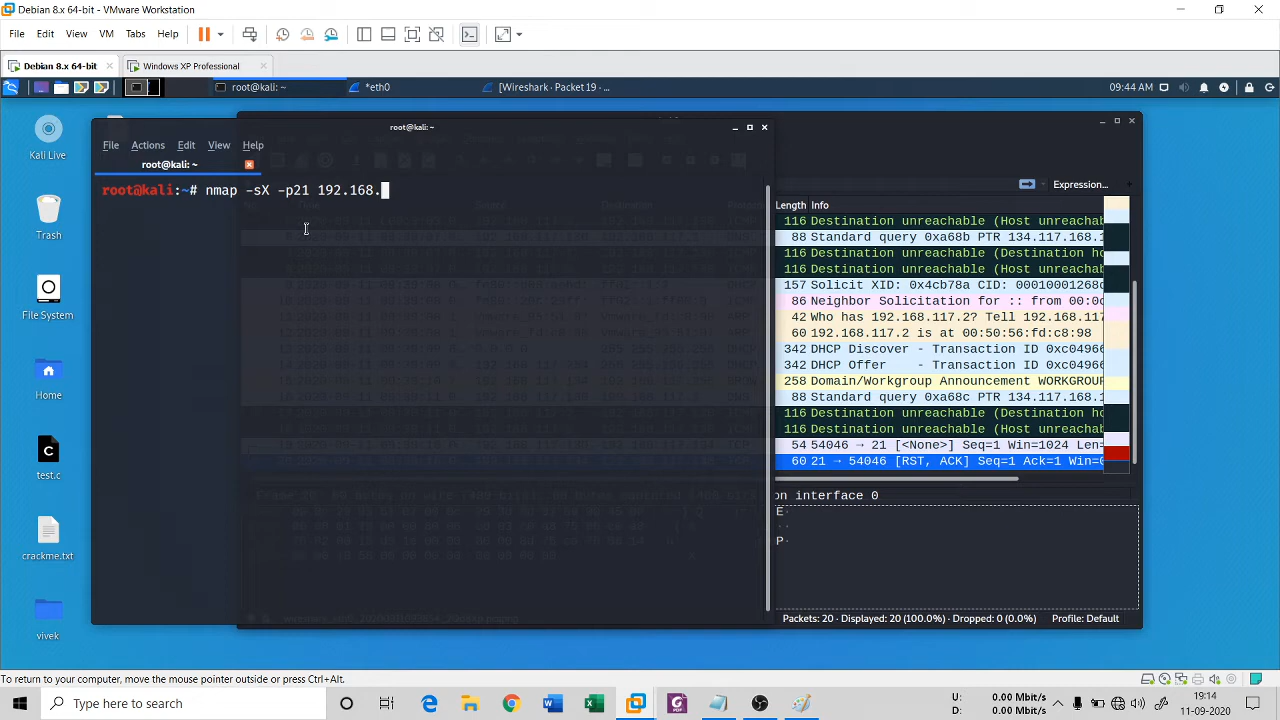 Debian 8.x 64-bit - VMware Workstation
File Edit View VM Tabs Help
Debian 8.x 64-bit
Windows XP Professional
root@kali: ~
*eth0
[Wireshark · Packet 19 · ...
09:44 AM
root@kali:~
File Actions Edit View Help
root@kali: ~
root@kali:~# nmap -sX -p21 192.168.
Kali Live
Trash
File System
Home
test.c
crackme.txt
vivek
Expression...
Length Info
116 Destination unreachable (Host unreachab
88 Standard query 0xa68b PTR 134.117.168.1
116 Destination unreachable (Destination ho
116 Destination unreachable (Host unreachab
157 Solicit XID: 0x4cb78a CID: 00010001268d
86 Neighbor Solicitation for :: from 00:0c
42 Who has 192.168.117.2? Tell 192.168.117
60 192.168.117.2 is at 00:50:56:fd:c8:98
342 DHCP Discover - Transaction ID 0xc04966
342 DHCP Offer    - Transaction ID 0xc04966
258 Domain/Workgroup Announcement WORKGROUP
88 Standard query 0xa68c PTR 134.117.168.1
116 Destination unreachable (Destination ho
116 Destination unreachable (Host unreachab
54 54046 → 21 [<None>] Seq=1 Win=1024 Len=
60 21 → 54046 [RST, ACK] Seq=1 Ack=1 Win=0
on interface 0
E·
··
P·
Packets: 20 · Displayed: 20 (100.0%) · Dropped: 0 (0.0%) Profile: Default
To return to your computer, move the mouse pointer outside or press Ctrl+Alt.
Type here to search
U: 0.00 Mbit/s
D: 0.00 Mbit/s
19:14
11-09-2020